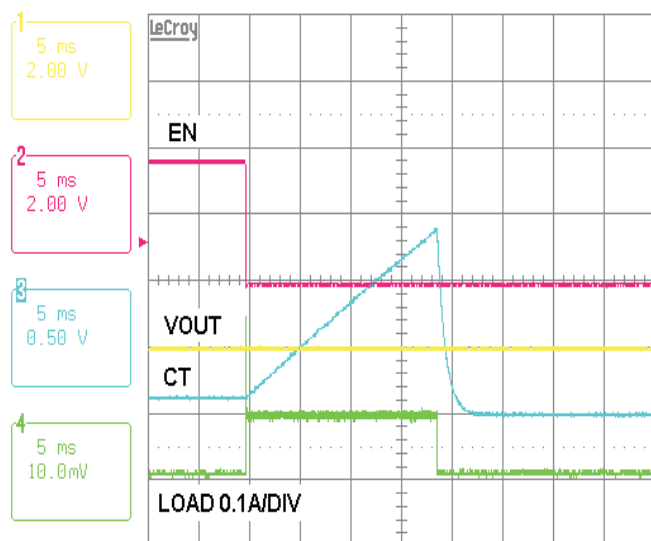 1
5 ms
2.00 V
LeCroy
EN
2
5 ms
2.00 V
3
5 ms
0.50 V
VOUT
CT
4
5 ms
10.0mV
LOAD 0.1A/DIV